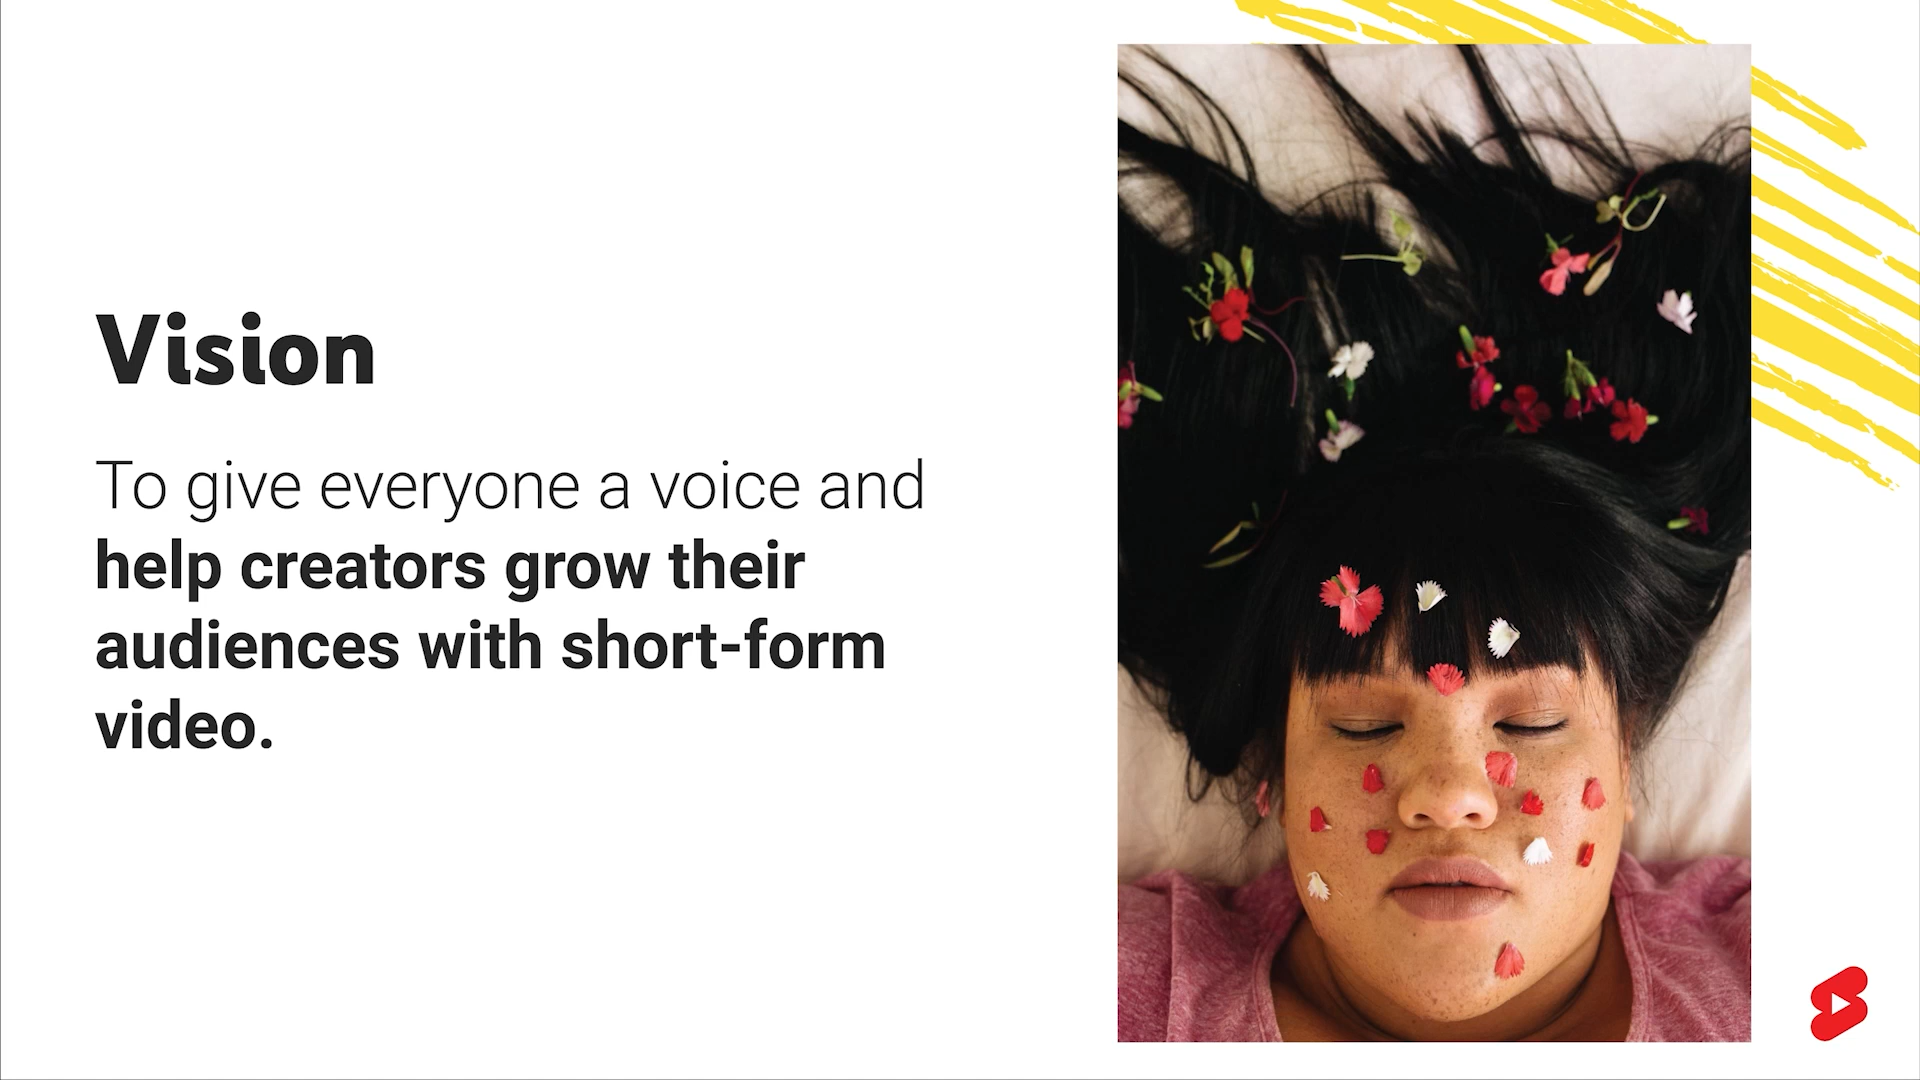 Vision
To give everyone a voice and
help creators grow their
audiences with short-form
video.